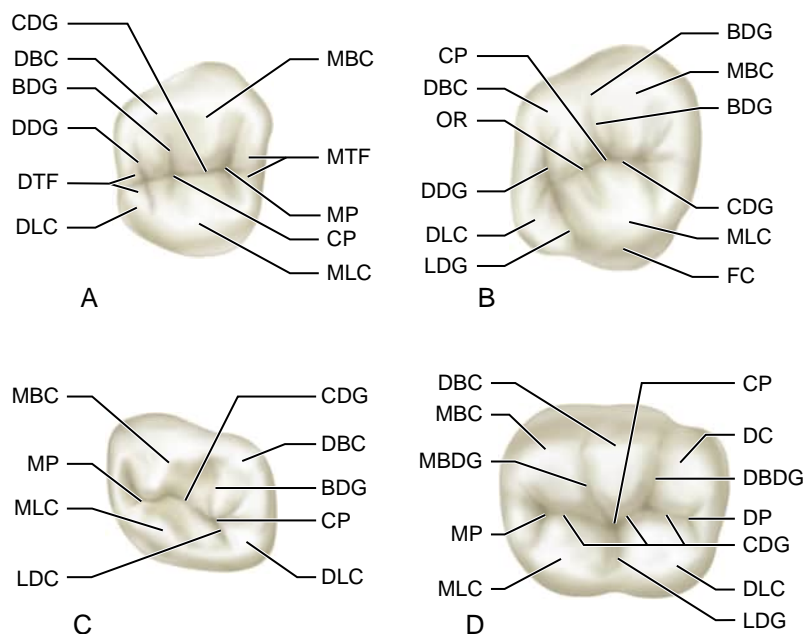 CDG
DBC
BDG
DDG
DTF
DLC
MBC
MTF
MP
CP
MLC
A
CP
DBC
OR
DDG
DLC
LDG
BDG
MBC
BDG
CDG
MLC
FC
B
MBC
MP
MLC
LDC
CDG
DBC
BDG
CP
DLC
C
DBC
MBC
MBDG
MP
MLC
CP
DC
DBDG
DP
CDG
DLC
LDG
D